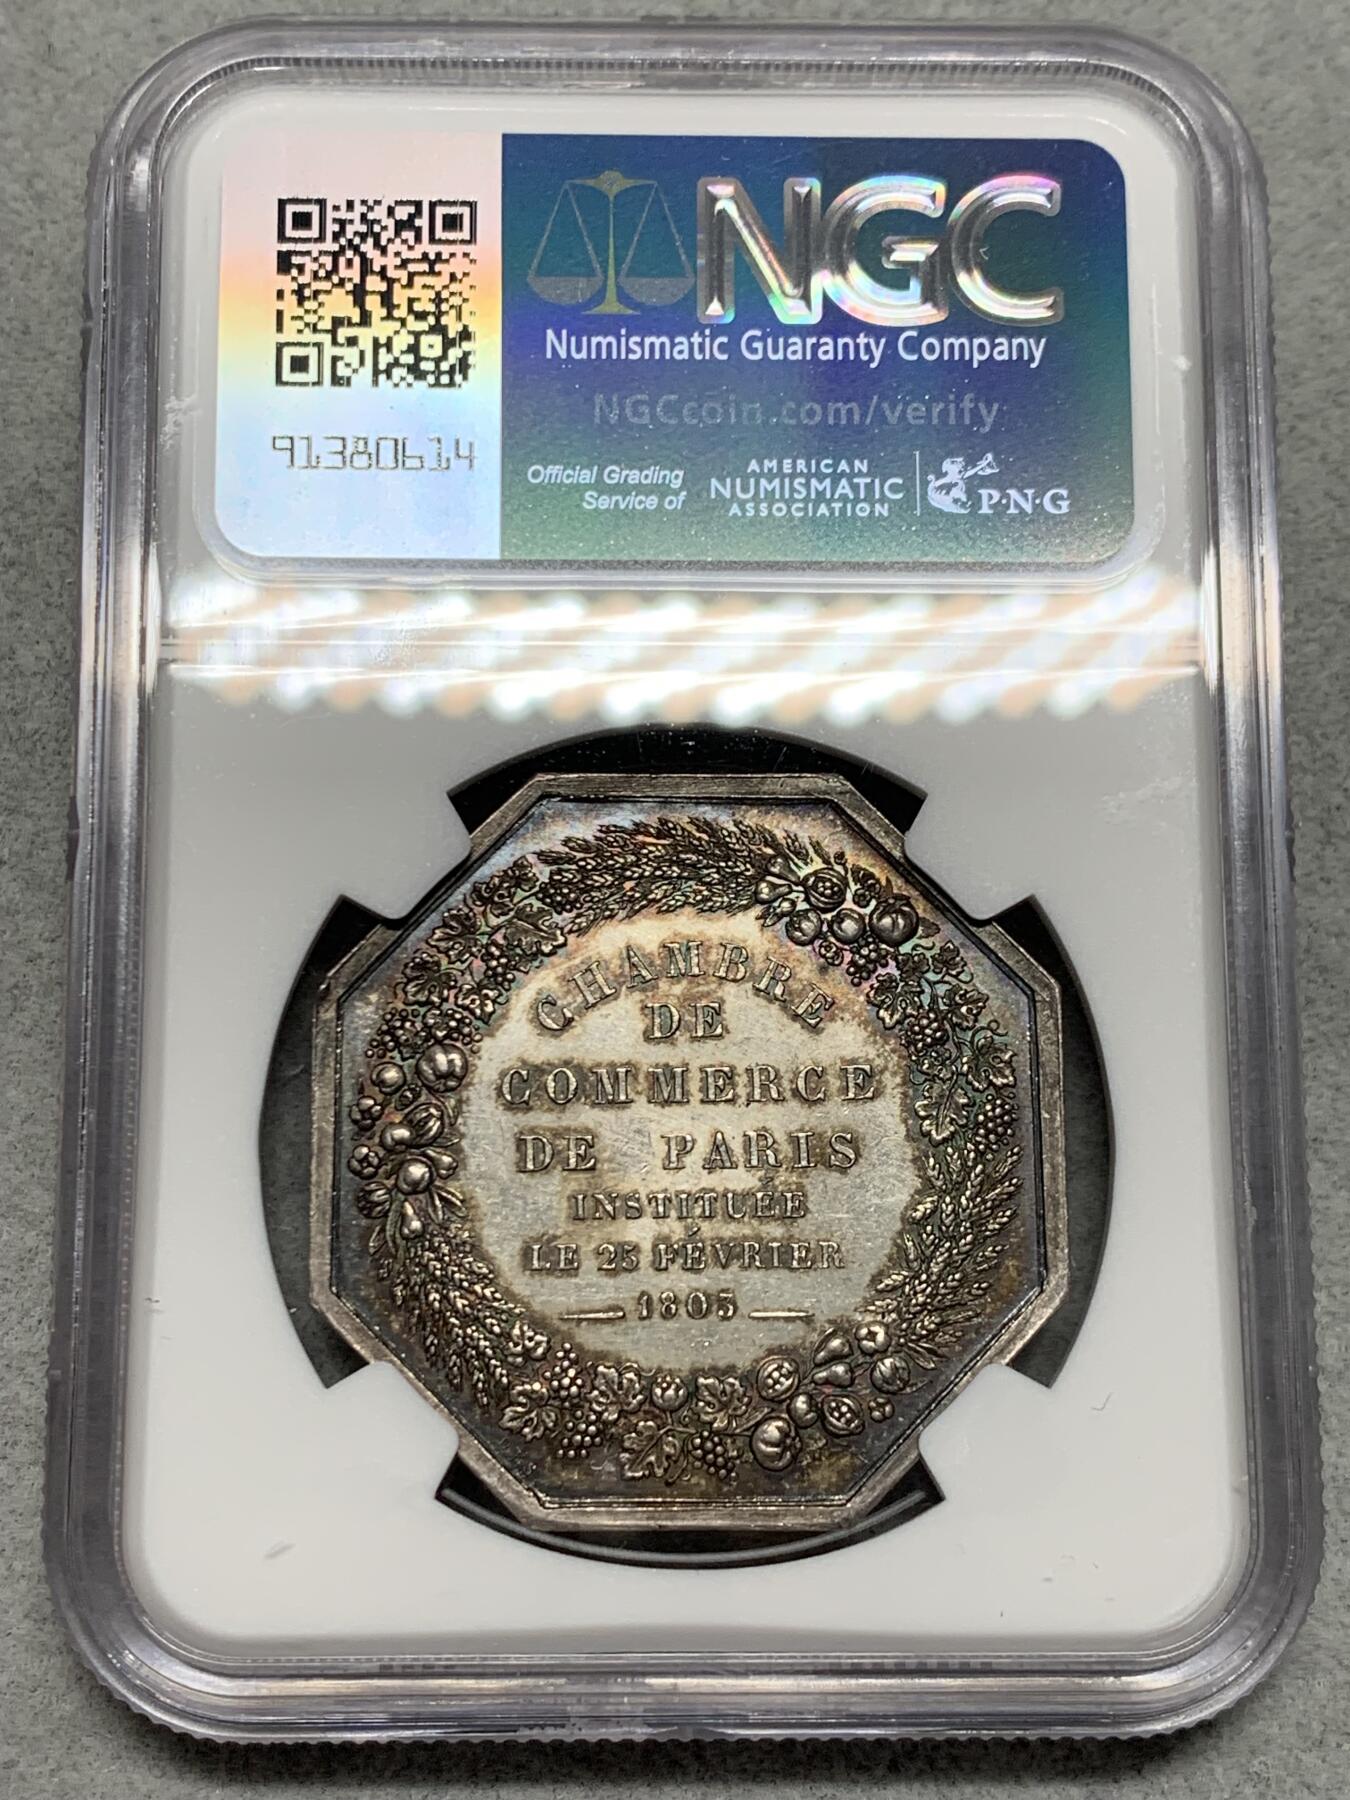 NGC
Numismatic Guaranty Company
NGCcoin.com/verify
91380614
Official Grading
Service of
AMERICAN
NUMISMATIC
ASSOCIATION
P·N·G
CHAMBRE
DE
COMMERCE
DE PARIS
INSTITUÉE
LE 25 FÉVRIER
1803